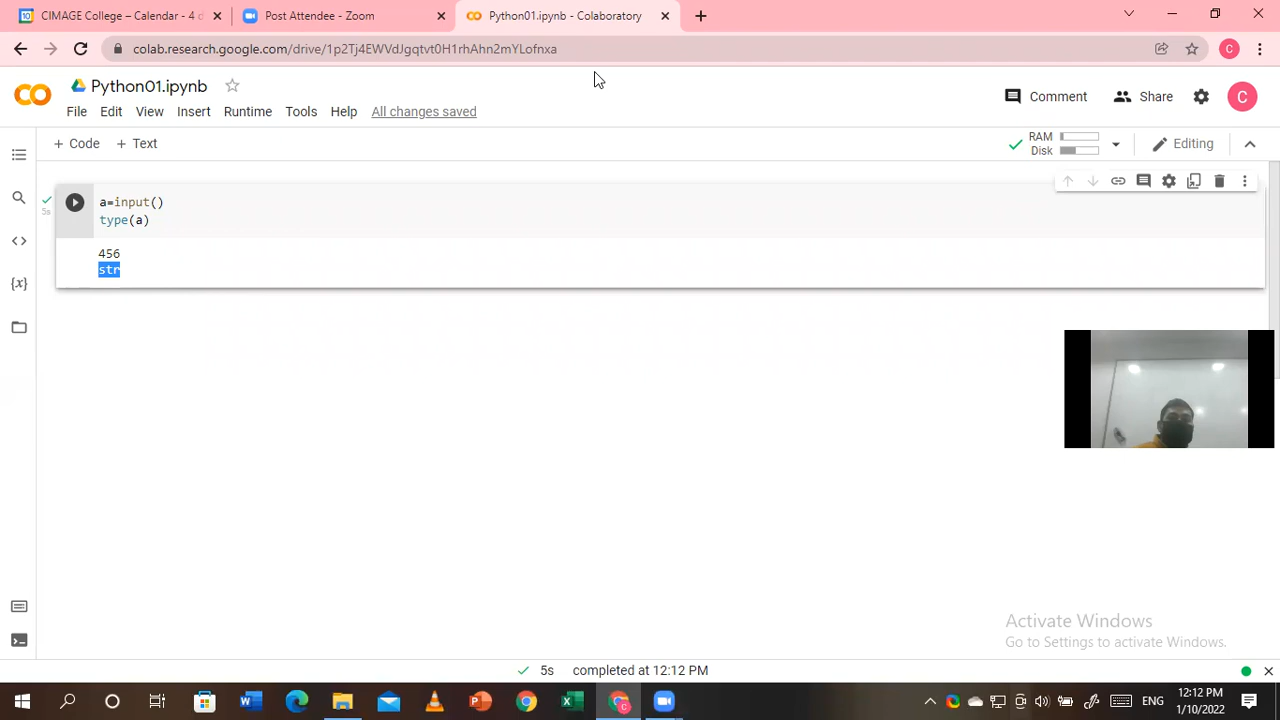 CIMAGE College – Calendar - 4 d
Post Attendee - Zoom
Python01.ipynb - Colaboratory
colab.research.google.com/drive/1p2Tj4EWVdJgqtvt0H1rhAhn2mYLofnxa
C
Python01.ipynb
Comment
Share
C
File
Edit
View
Insert
Runtime
Tools
Help
All changes saved
+ Code
+ Text
RAM
Disk
Editing
5s
a=input()
type(a)
456
str
{x}
Activate Windows
Go to Settings to activate Windows.
5s
completed at 12:12 PM
ENG
12:12 PM
1/10/2022